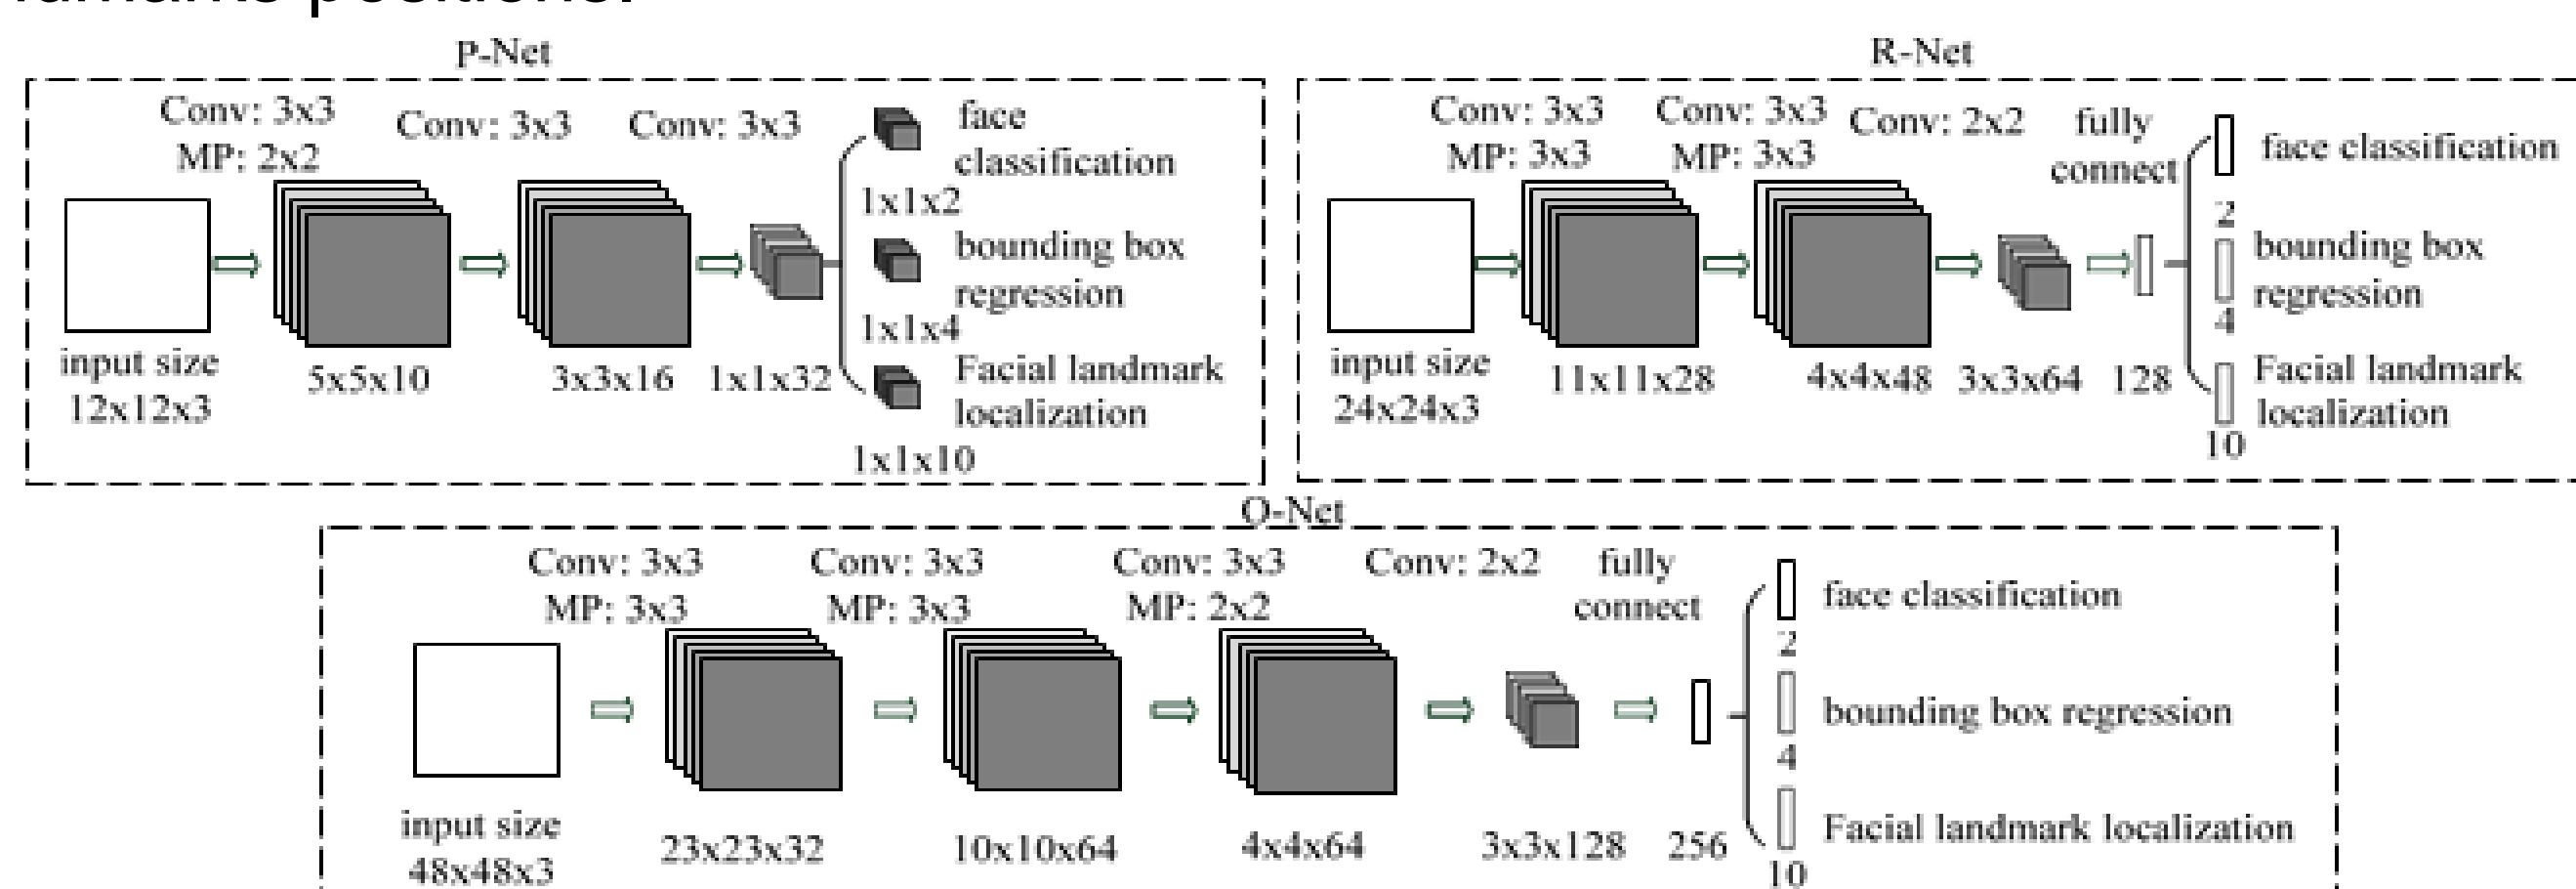 positions.
P-Net
Conv: 3x3
MP: 2x2
Conv: 3x3
Conv: 3x3
face
classification
1x1x2
bounding box
regression
1x1x4
Facial landmark
localization
1x1x10
input size
12x12x3
5x5x10
3x3x16
1x1x32
R-Net
Conv: 3x3
MP: 3x3
Conv: 3x3
MP: 3x3
Conv: 2x2
fully
connect
face classification
2
bounding box
regression
4
Facial landmark
localization
10
input size
24x24x3
11x11x28
4x4x48
3x3x64
128
O-Net
Conv: 3x3
MP: 3x3
Conv: 3x3
MP: 3x3
Conv: 3x3
MP: 2x2
Conv: 2x2
fully
connect
face classification
2
bounding box regression
4
Facial landmark localization
10
input size
48x48x3
23x23x32
10x10x64
4x4x64
3x3x128
256